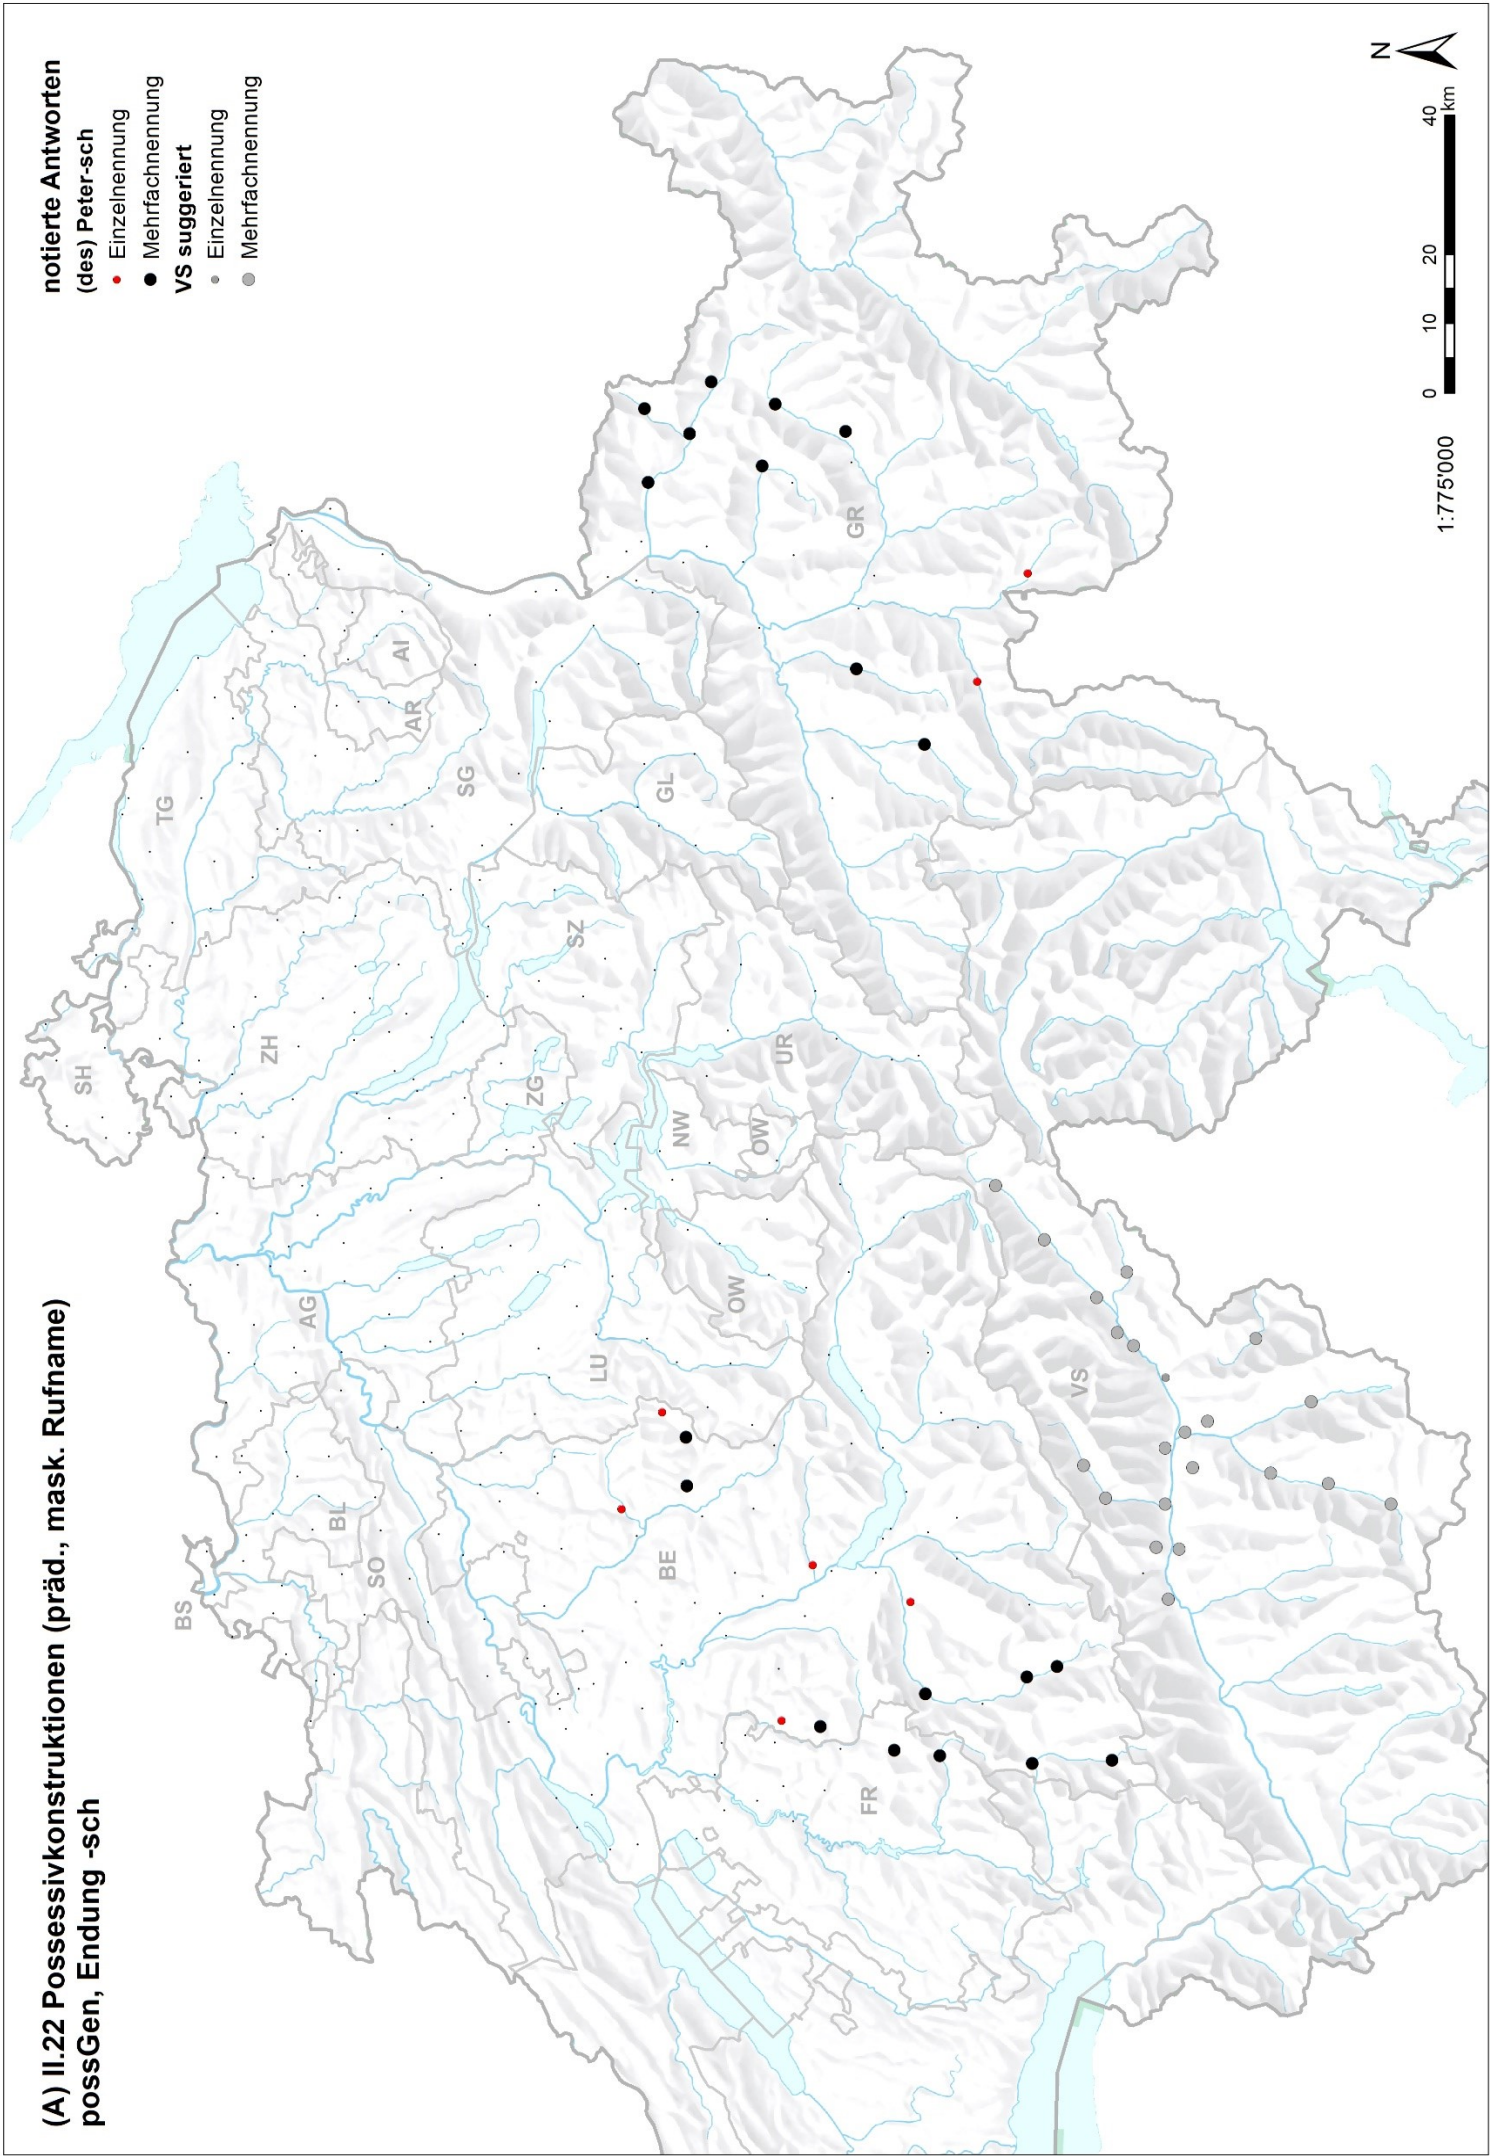 (A) II.22 Possessivkonstruktionen (präd., mask. Rufname)
possGen, Endung -sch
notierte Antworten
(des) Peter-sch
Einzelnennung
Mehrfachnennung
VS suggeriert
Einzelnennung
Mehrfachnennung
SH
TG
BS
ZH
AI
AR
AG
BL
SG
SO
ZG
SZ
GL
LU
NW
BE
OW
OW
UR
GR
FR
VS
N
1:775'000
0 10 20 40
km